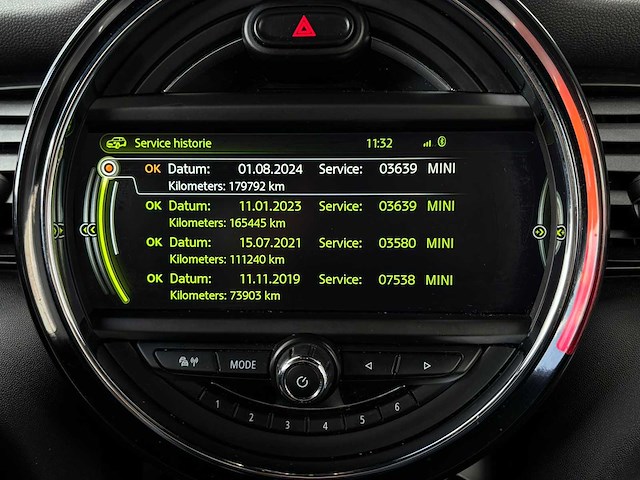 Service historie 11:32
OK Datum: 01.08.2024 Service: 03639 MINI
Kilometers: 179792 km
OK Datum: 11.01.2023 Service: 03639 MINI
Kilometers: 165445 km
OK Datum: 15.07.2021 Service: 03580 MINI
Kilometers: 111240 km
OK Datum: 11.11.2019 Service: 07538 MINI
Kilometers: 73903 km
MODE
1 2 3 4 5 6